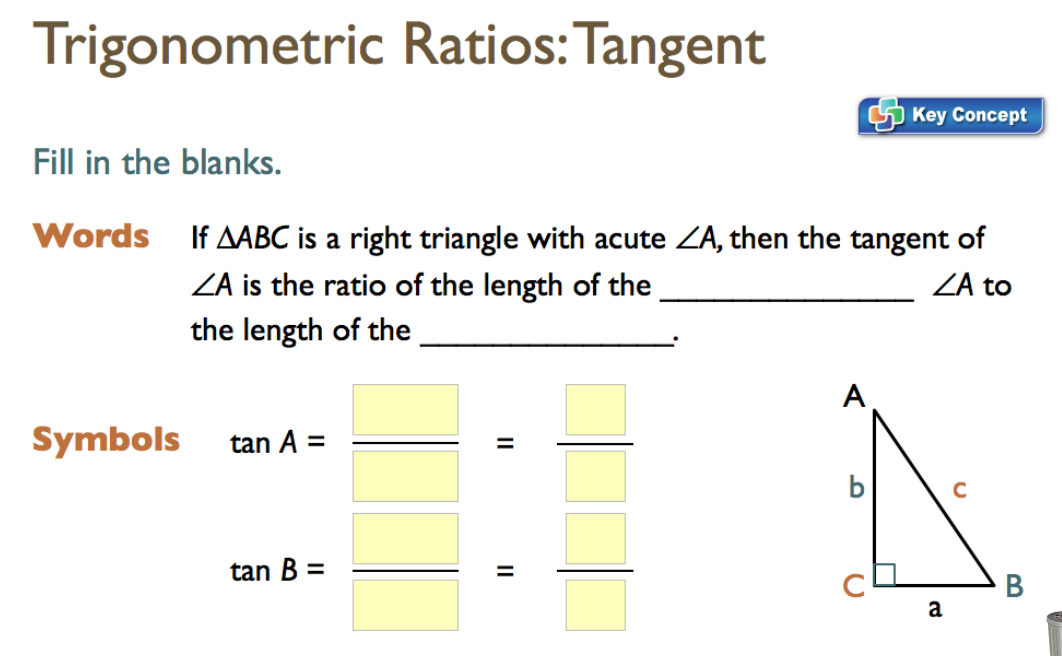 Trigonometric Ratios: Tangent
Key Concept
Fill in the blanks.
Words If ΔABC is a right triangle with acute ∠A, then the tangent of
∠A is the ratio of the length of the ______________ ∠A to
the length of the ______________.
Symbols tan A = =
tan B = =
A
b c
C B
a